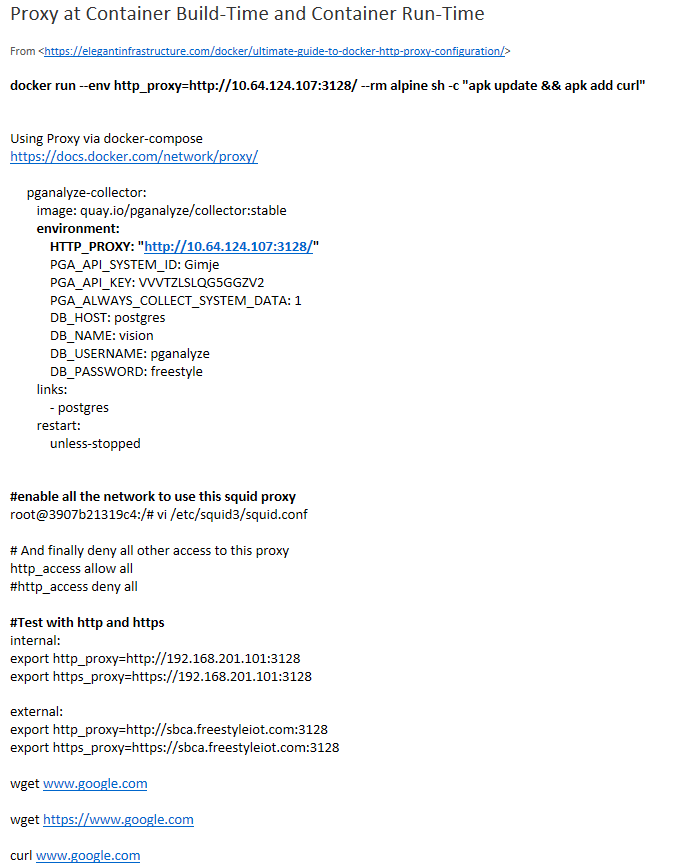 Proxy at Container Build-Time and Container Run-Time
From <https://elegantinfrastructure.com/docker/ultimate-guide-to-docker-http-proxy-configuration/>
docker run --env http_proxy=http://10.64.124.107:3128/ --rm alpine sh -c "apk update && apk add curl"
Using Proxy via docker-compose
https://docs.docker.com/network/proxy/
pganalyze-collector:
image: quay.io/pganalyze/collector:stable
environment:
HTTP_PROXY: "http://10.64.124.107:3128/"
PGA_API_SYSTEM_ID: Gimje
PGA_API_KEY: VVVTZLSLQG5GGZV2
PGA_ALWAYS_COLLECT_SYSTEM_DATA: 1
DB_HOST: postgres
DB_NAME: vision
DB_USERNAME: pganalyze
DB_PASSWORD: freestyle
links:
- postgres
restart:
unless-stopped
#enable all the network to use this squid proxy
root@3907b21319c4:/# vi /etc/squid3/squid.conf
# And finally deny all other access to this proxy
http_access allow all
#http_access deny all
#Test with http and https
internal:
export http_proxy=http://192.168.201.101:3128
export https_proxy=https://192.168.201.101:3128
external:
export http_proxy=http://sbca.freestyleiot.com:3128
export https_proxy=https://sbca.freestyleiot.com:3128
wget www.google.com
wget https://www.google.com
curl www.google.com